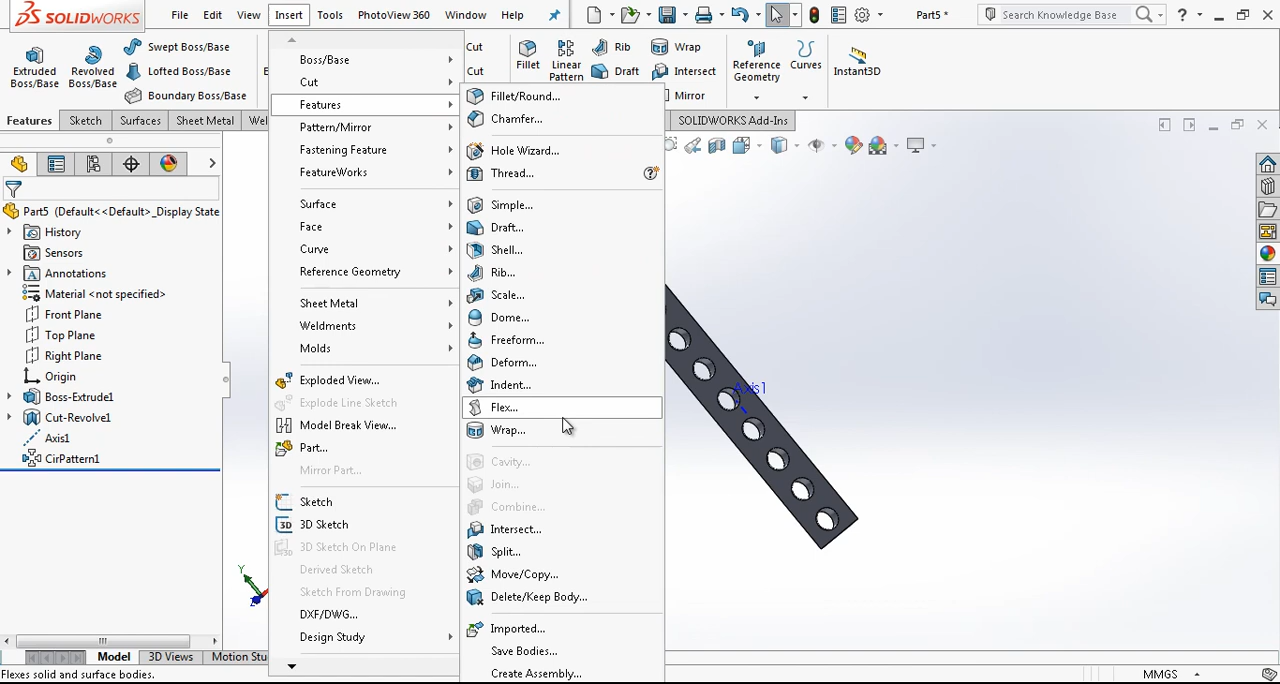 SOLIDWORKS
File Edit View Insert Tools PhotoView 360 Window Help
Part5 *
Search Knowledge Base
?
Extruded
Boss/Base
Revolved
Boss/Base
Swept Boss/Base
Lofted Boss/Base
Boundary Boss/Base
E
Cut
Cut
Fillet
Linear
Pattern
Rib
Draft
Wrap
Intersect
Mirror
Reference
Geometry
Curves
Instant3D
Features Sketch Surfaces Sheet Metal Wel
SOLIDWORKS Add-Ins
Part5 (Default<<Default>_Display State
History
Sensors
Annotations
Material <not specified>
Front Plane
Top Plane
Right Plane
Origin
Boss-Extrude1
Cut-Revolve1
Axis1
CirPattern1
Boss/Base
Cut
Features
Pattern/Mirror
Fastening Feature
FeatureWorks
Surface
Face
Curve
Reference Geometry
Sheet Metal
Weldments
Molds
Exploded View...
Explode Line Sketch
Model Break View...
Part...
Mirror Part...
Sketch
3D Sketch
3D Sketch On Plane
Derived Sketch
Sketch From Drawing
DXF/DWG...
Design Study
Fillet/Round...
Chamfer...
Hole Wizard...
Thread...
Simple...
Draft...
Shell...
Rib...
Scale...
Dome...
Freeform...
Deform...
Indent...
Flex...
Wrap...
Cavity...
Join...
Combine...
Intersect...
Split...
Move/Copy...
Delete/Keep Body...
Imported...
Save Bodies...
Create Assembly...
Axis1
Y
Z
Model 3D Views Motion Stu
Flexes solid and surface bodies.
MMGS